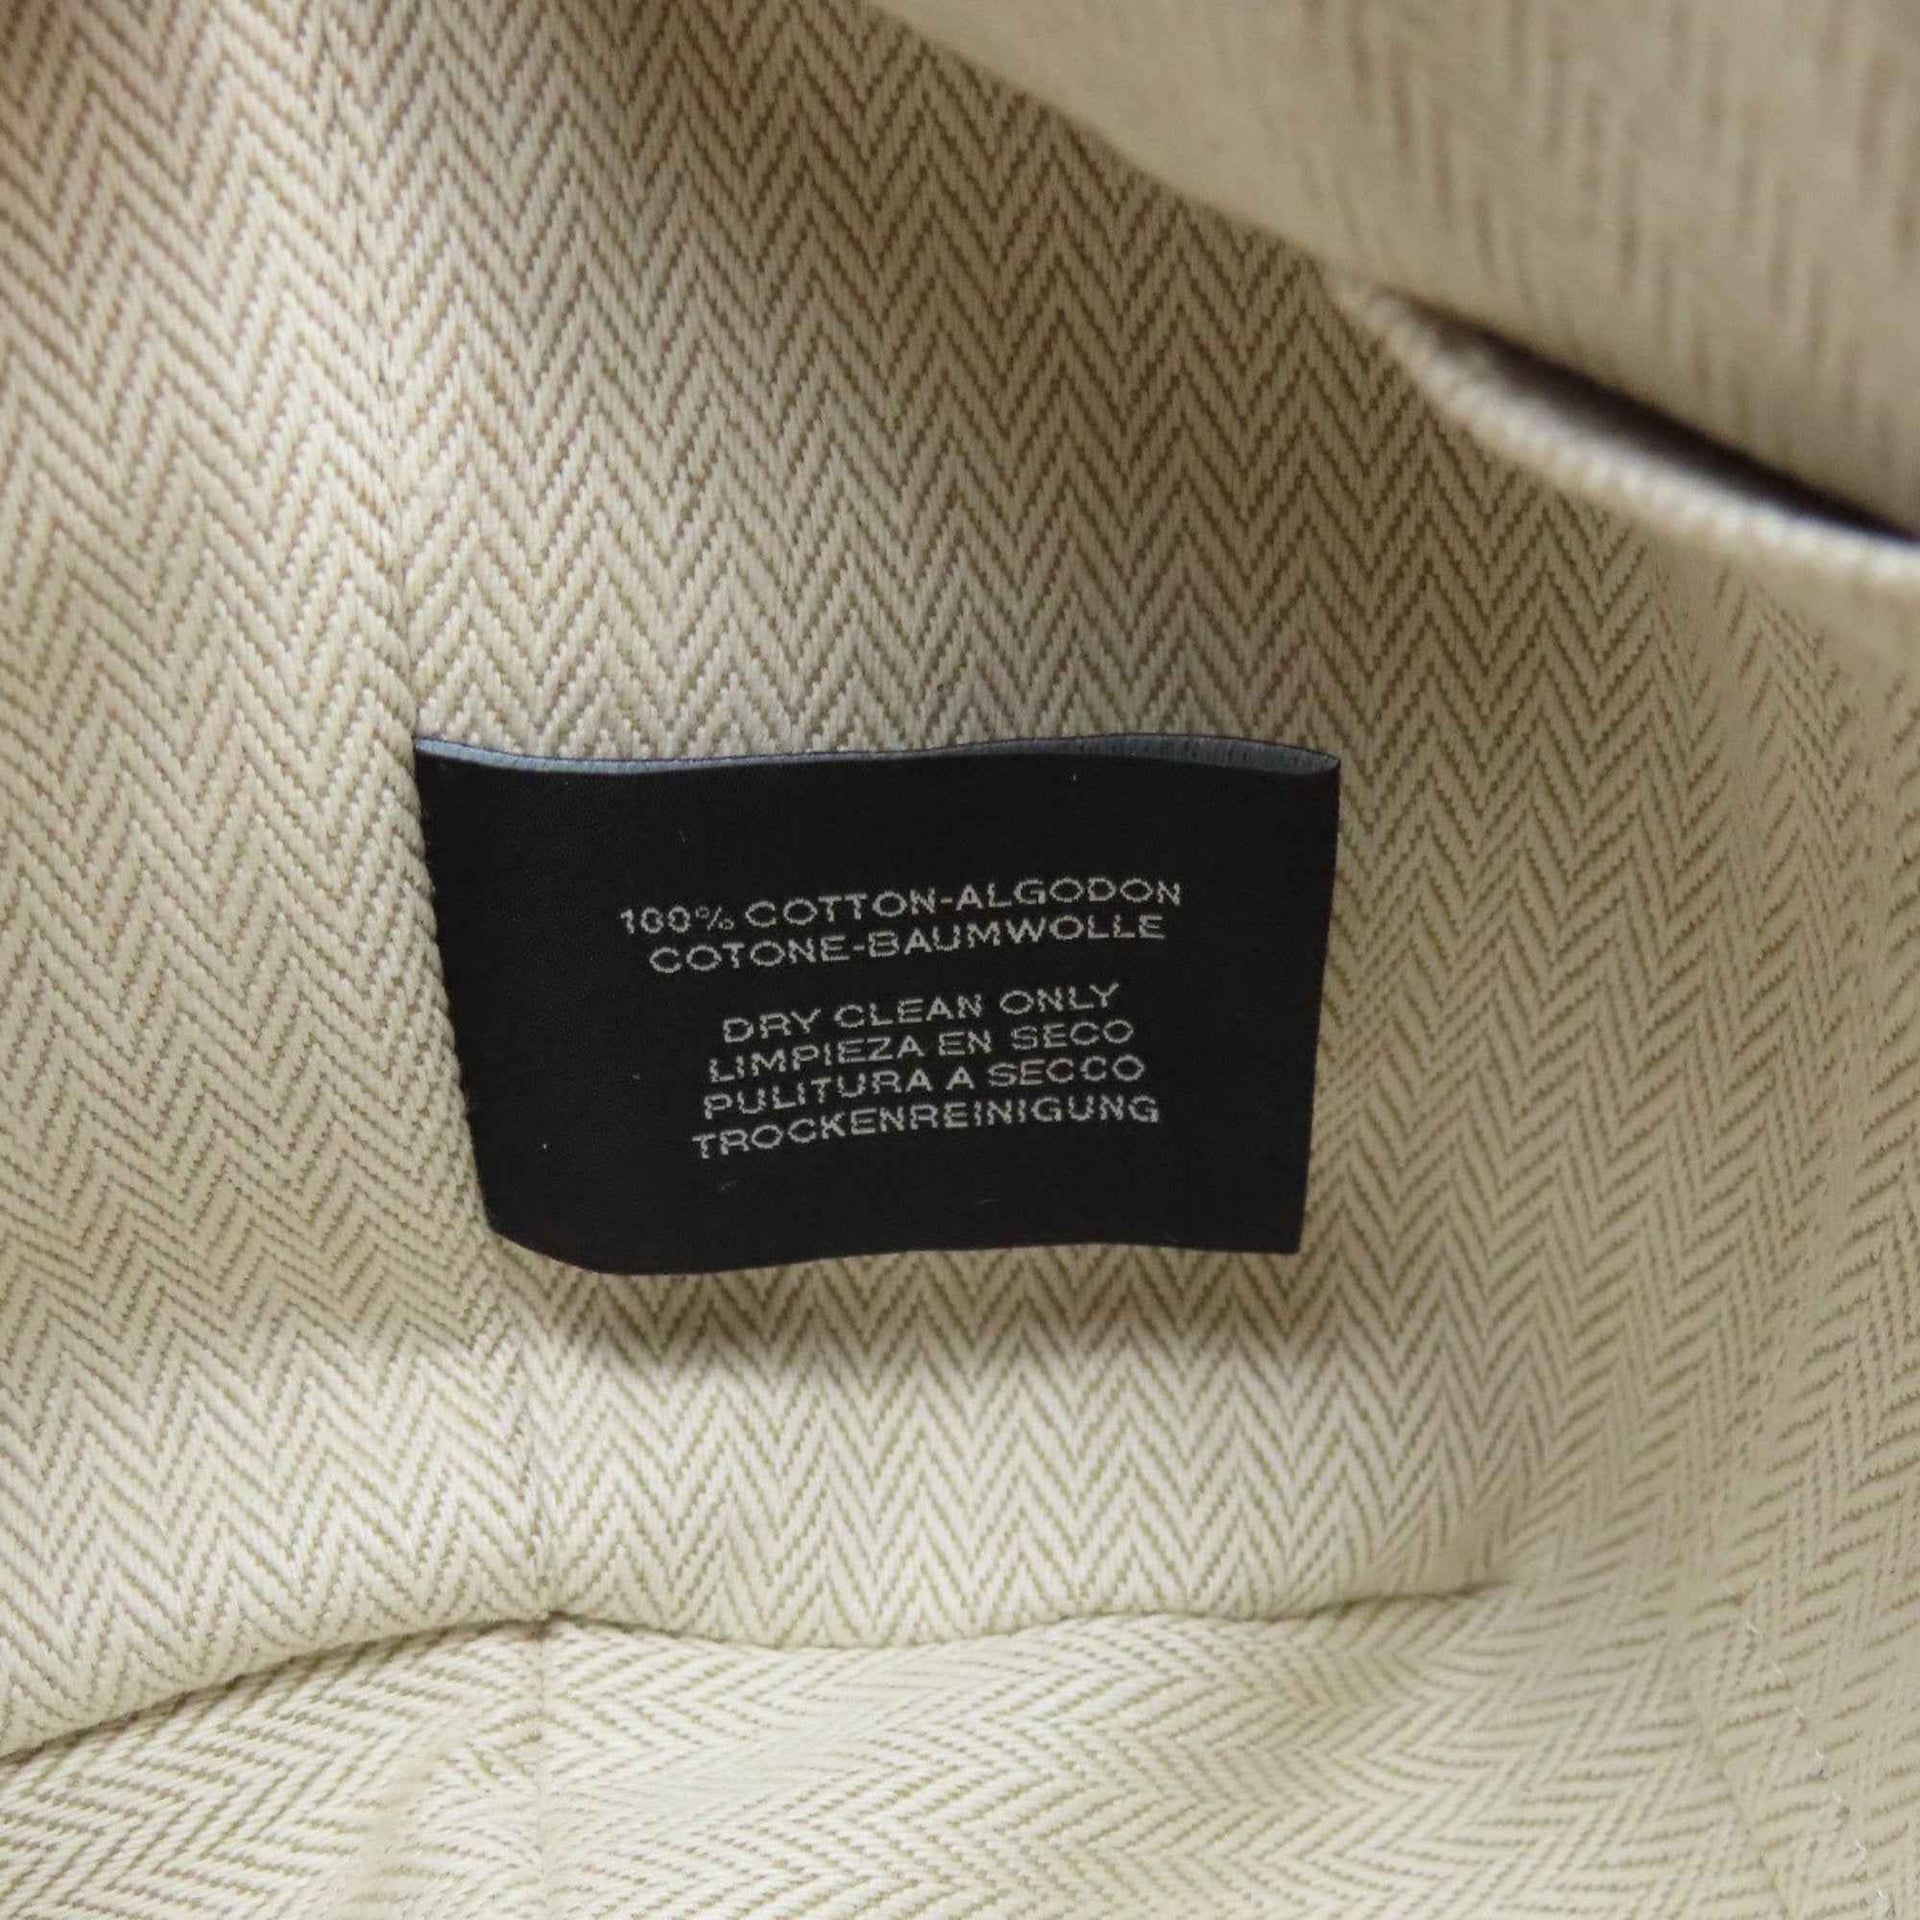 100% COTTON-ALGODON
COTONE-BAUMWOLLE
DRY CLEAN ONLY
LIMPIEZA EN SECO
PULITURA A SECCO
TROCKENREINIGUNG